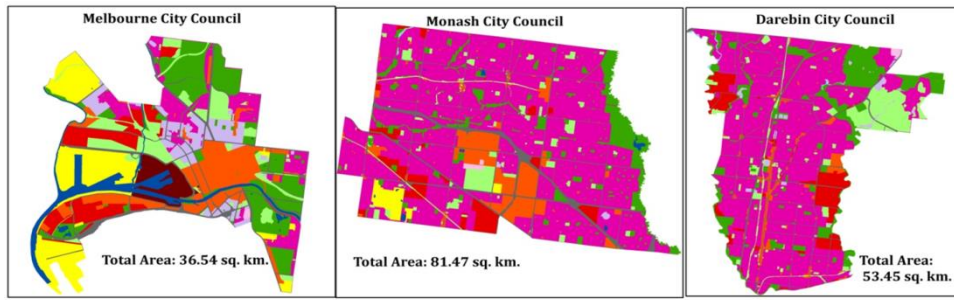 Melbourne City Council
Total Area: 36.54 sq. km.
Monash City Council
Total Area: 81.47 sq. km.
Darebin City Council
Total Area:
53.45 sq. km.